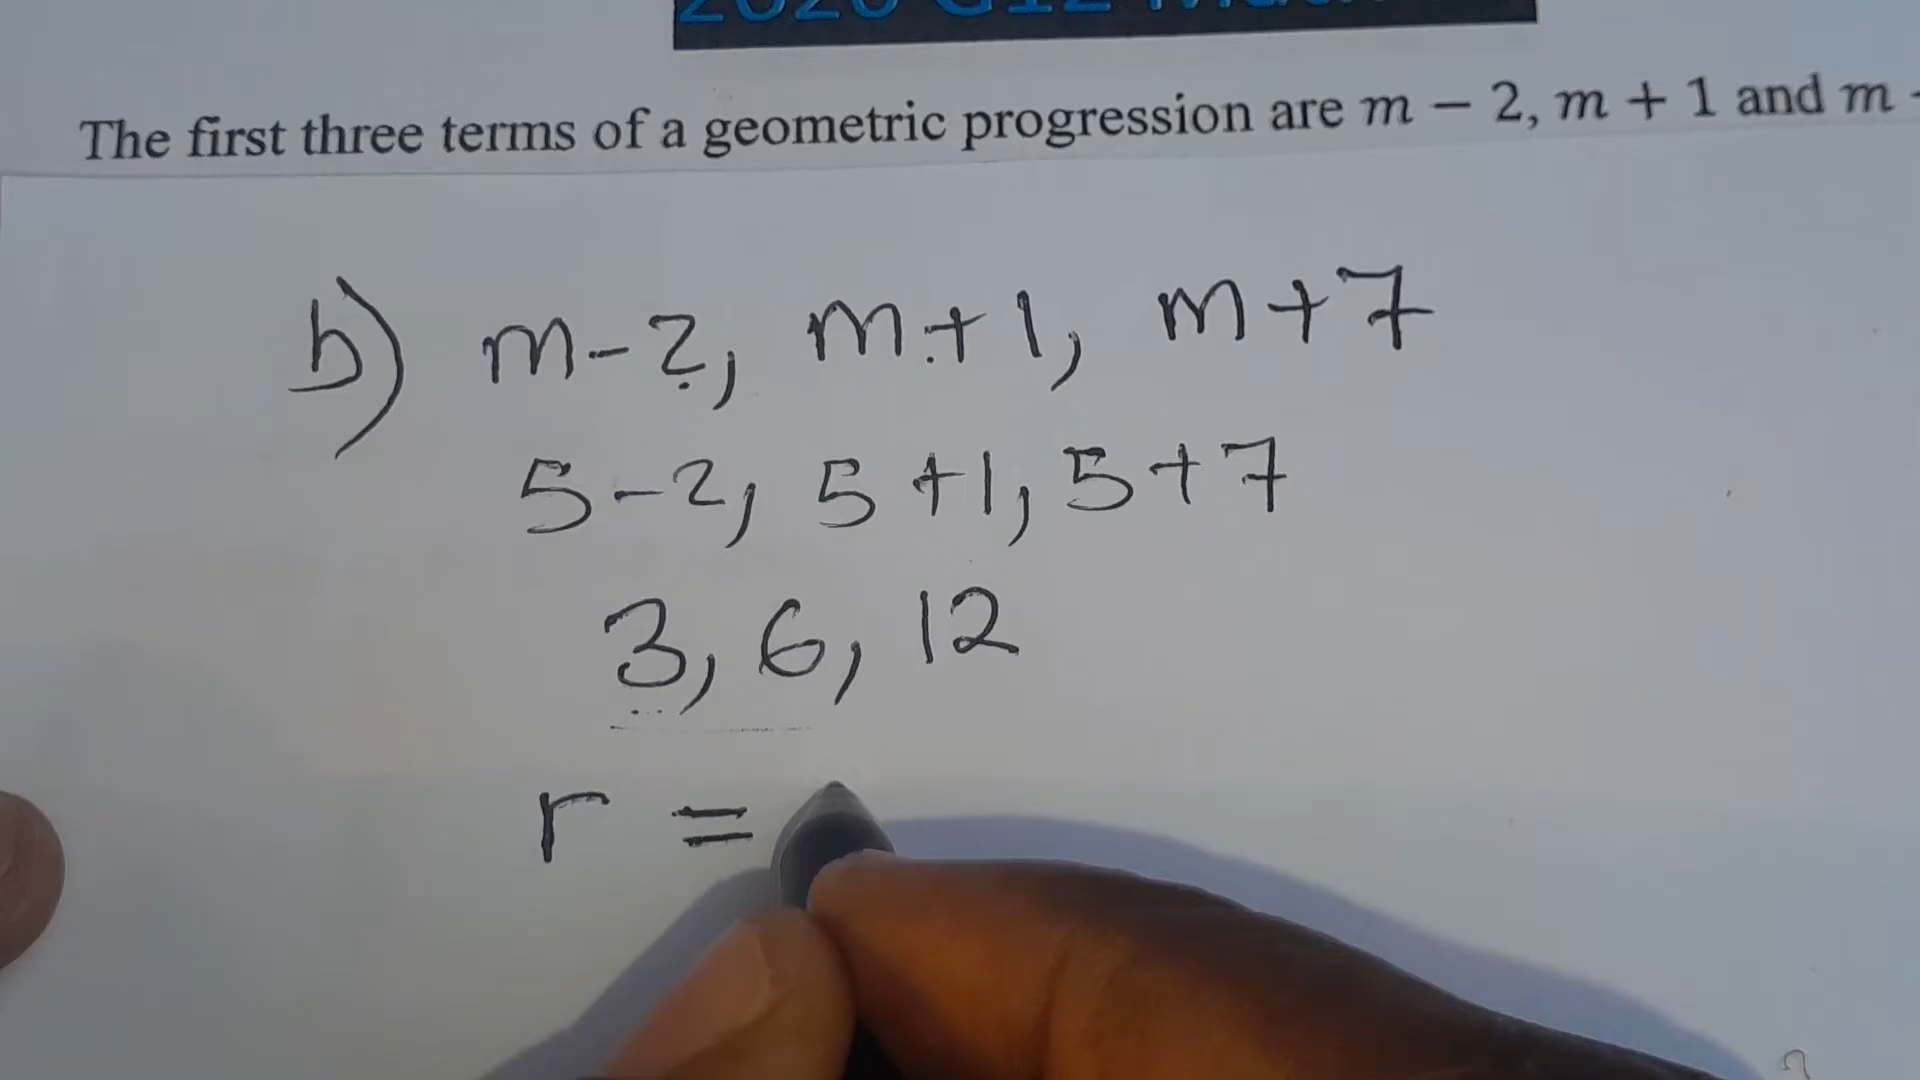 The first three terms of a geometric progression are m − 2, m + 1 and m
b) m-2, m+1, m+7
5-2, 5+1, 5+7
3, 6, 12
r =